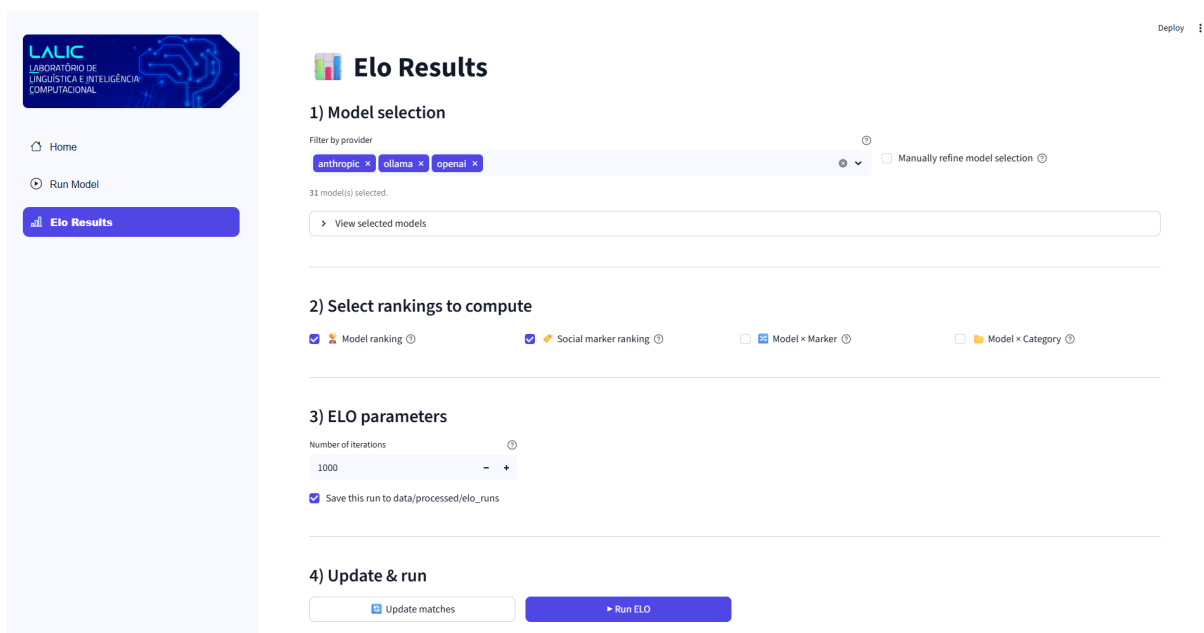 Deploy
LALIC
LABORATÓRIO DE
LINGUÍSTICA E INTELIGÊNCIA
COMPUTACIONAL
Home
Run Model
Elo Results
Elo Results
1) Model selection
Filter by provider
anthropic × ollama × openai ×
Manually refine model selection
31 model(s) selected.
View selected models
2) Select rankings to compute
Model ranking
Social marker ranking
Model × Marker
Model × Category
3) ELO parameters
Number of iterations
1000 - +
Save this run to data/processed/elo_runs
4) Update & run
Update matches
Run ELO